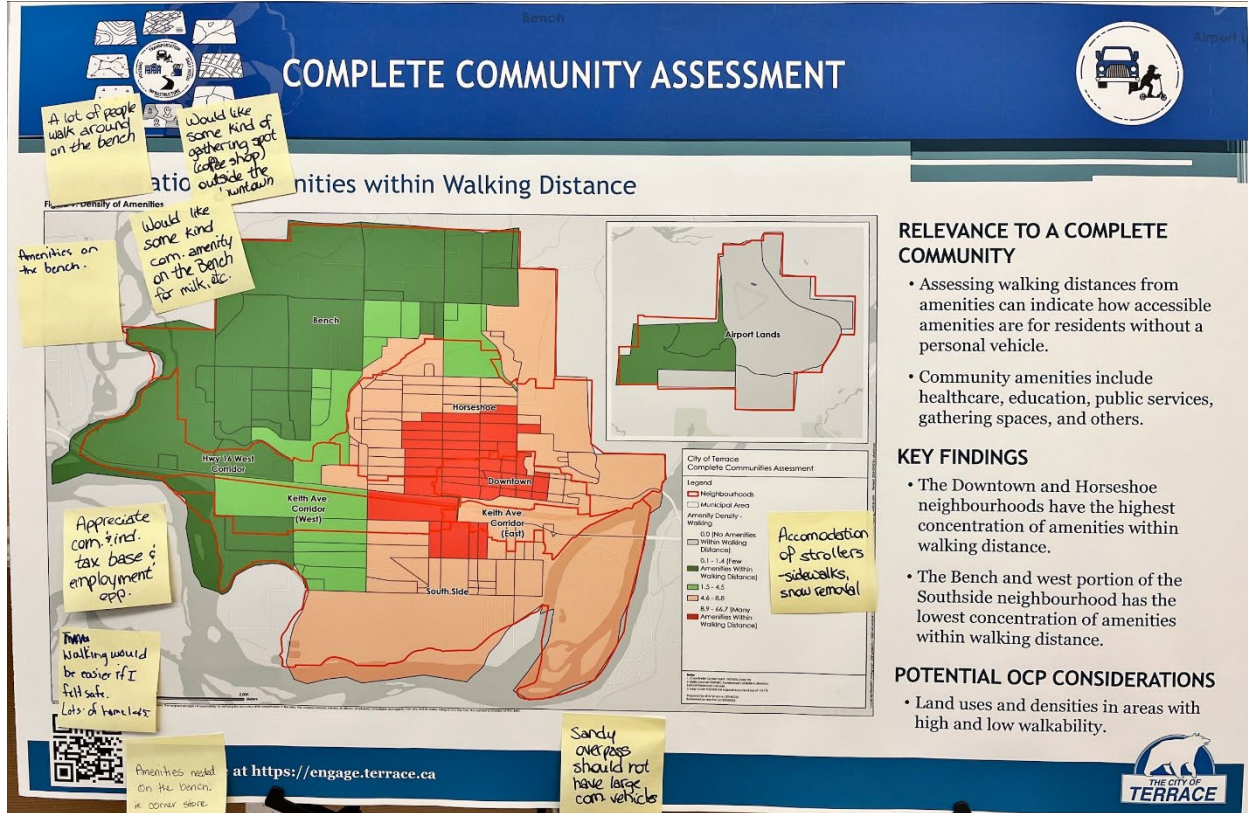 Bench
Airport L
COMPLETE COMMUNITY ASSESSMENT
TRANSPORTATION
INFRASTRUCTURE
A lot of people
walk around
on the bench
Would like
some kind of
gathering spot
(coffee shop)
outside the
downtown
Amenities on
the bench.
Would like
some kind
com. amenity
on the Bench
for milk, etc.
nities within Walking Distance
Density of Amenities
Bench
Horseshoe
Hwy 16 West
Corridor
Downtown
Keith Ave.
Corridor
(West)
Keith Ave.
Corridor
(East)
South Side
Airport Lands
City of Terrace
Complete Communities Assessment
Legend
Neighbourhoods
Municipal Area
Amenity Density -
Walking
0.0 (No Amenities
Within Walking
Distance)
0.1 - 1.4 (Few
Amenities Within
Walking Distance)
1.5 - 4.5
4.6 - 8.8
8.9 - 66.7 (Many
Amenities Within
Walking Distance)
Appreciate
com. & ind.
tax base &
employment
opp.
Walking would
be easier if I
felt safe.
Lots of homeless
Amenities needed
on the bench.
ie corner store
Sandy
overpass
should not
have large
com. vehicles
Accomodation
of strollers
-sidewalks,
snow removal
RELEVANCE TO A COMPLETE
COMMUNITY
• Assessing walking distances from
amenities can indicate how accessible
amenities are for residents without a
personal vehicle.
• Community amenities include
healthcare, education, public services,
gathering spaces, and others.
KEY FINDINGS
• The Downtown and Horseshoe
neighbourhoods have the highest
concentration of amenities within
walking distance.
• The Bench and west portion of the
Southside neighbourhood has the
lowest concentration of amenities
within walking distance.
POTENTIAL OCP CONSIDERATIONS
• Land uses and densities in areas with
high and low walkability.
at https://engage.terrace.ca
THE CITY OF
TERRACE